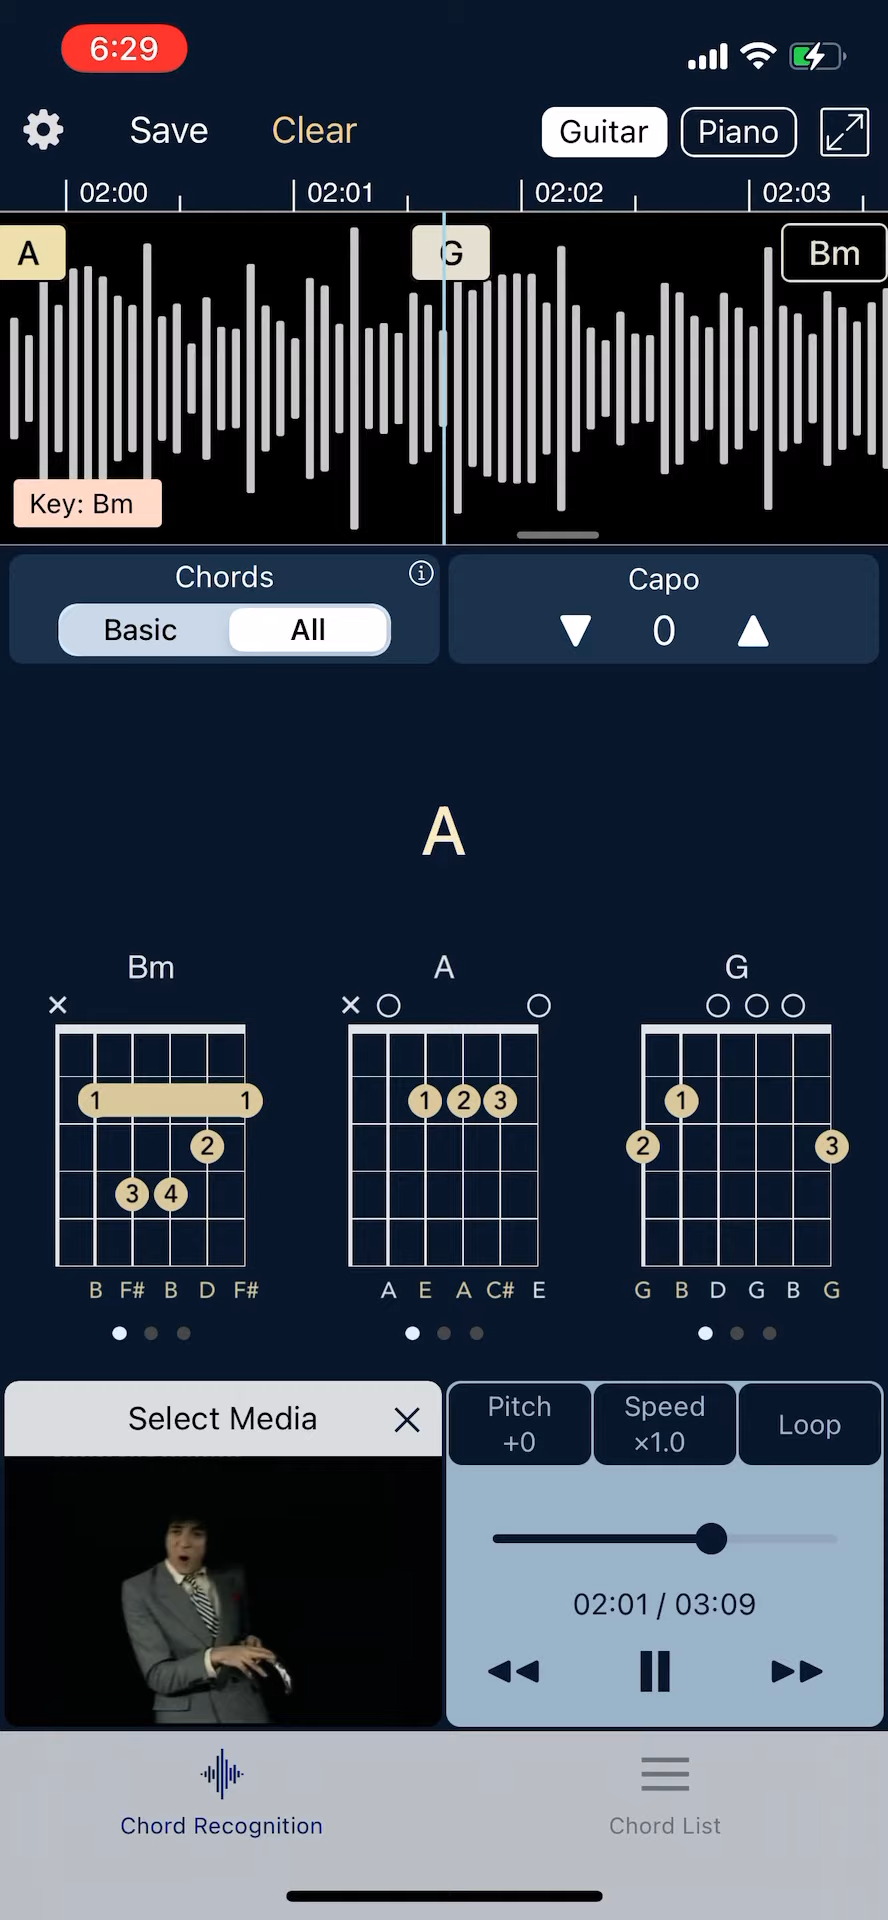 6:29
Save Clear Guitar Piano
02:00 02:01 02:02 02:03
A G Bm
Key: Bm
Chords Capo
Basic All 0
A
Bm A G
× × 
1 1 1 2 3 1
2 2 3
3 4
B F# B D F# A E A C# E G B D G B G
Select Media × Pitch Speed Loop
+0 ×1.0
02:01 / 03:09
Chord Recognition Chord List